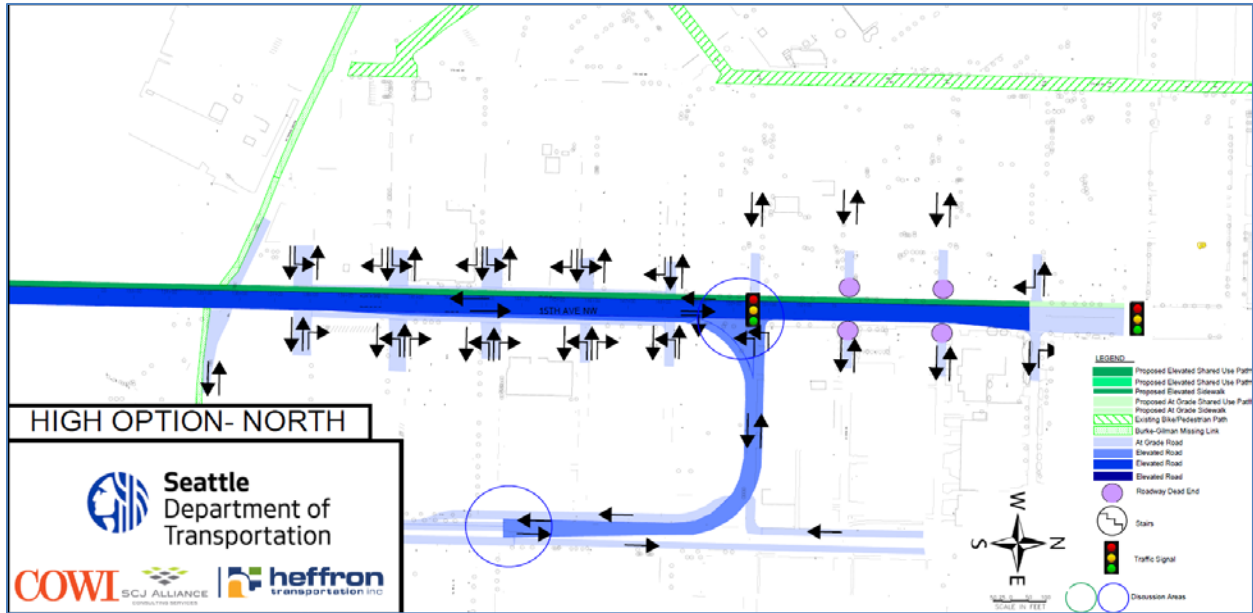 15TH AVE NW
HIGH OPTION- NORTH
Seattle
Department of
Transportation
COWI
SCJ ALLIANCE
CONSULTING SERVICES
heffron
transportation inc
LEGEND
Proposed Elevated Shared Use Path
Proposed Elevated Shared Use Path
Proposed Elevated Sidewalk
Proposed At Grade Shared Use Path
Proposed At Grade Sidewalk
Existing Bike/Pedestrian Path
Burke-Gilman Missing Link
At Grade Road
Elevated Road
Elevated Road
Elevated Road
Roadway Dead End
Stairs
Traffic Signal
Discussion Areas
W
S
N
E
SCALE IN FEET